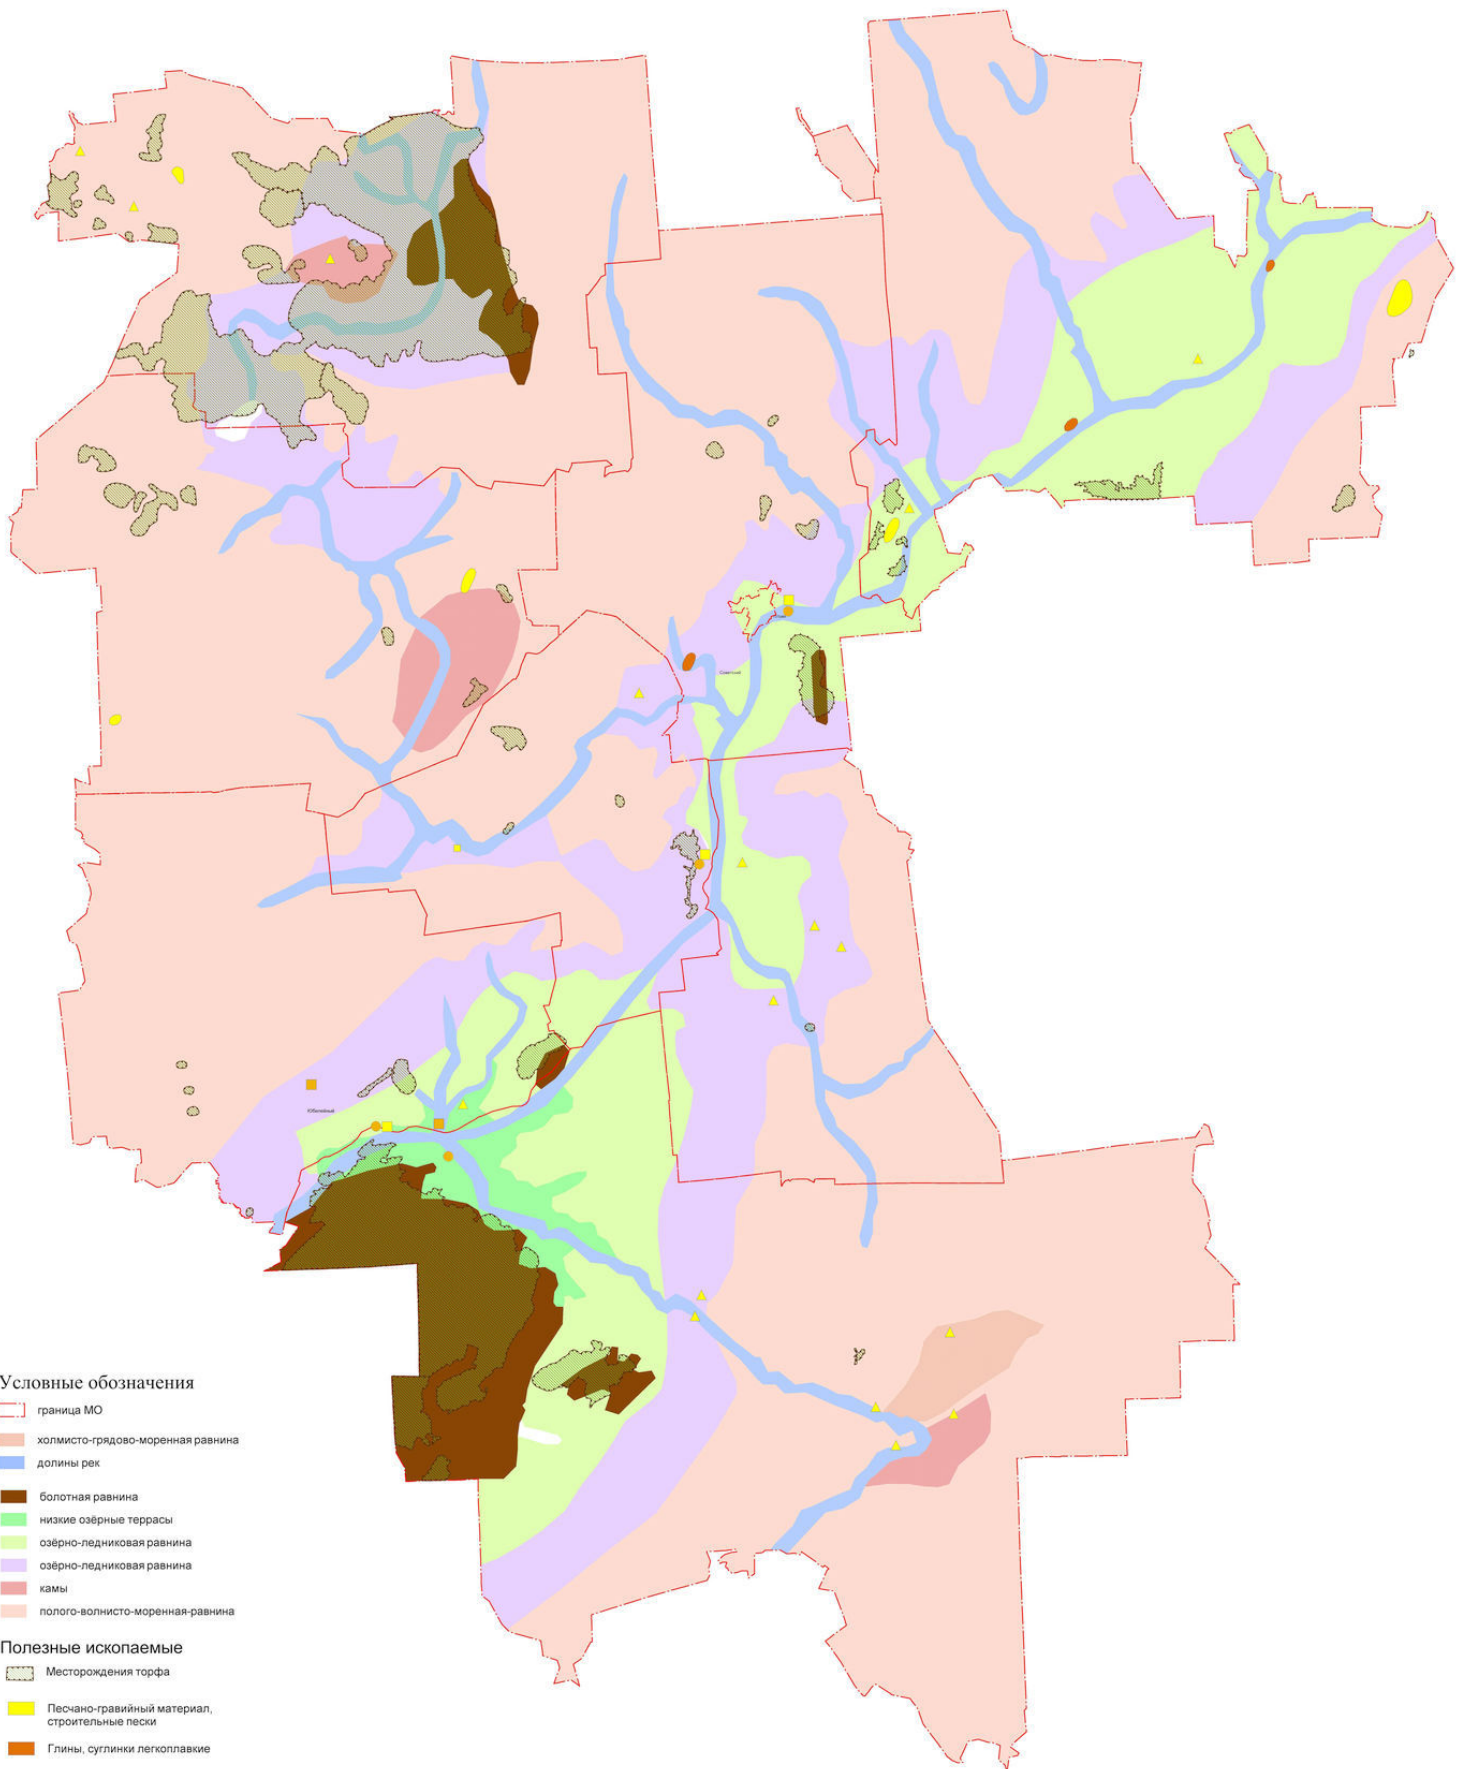 Советский
Юбилейный
Условные обозначения
граница МО
холмисто-грядово-моренная равнина
долины рек
болотная равнина
низкие озёрные террасы
озёрно-ледниковая равнина
озёрно-ледниковая равнина
камы
полого-волнисто-моренная-равнина
Полезные ископаемые
Месторождения торфа
Песчано-гравийный материал,
строительные пески
Глины, суглинки легкоплавкие